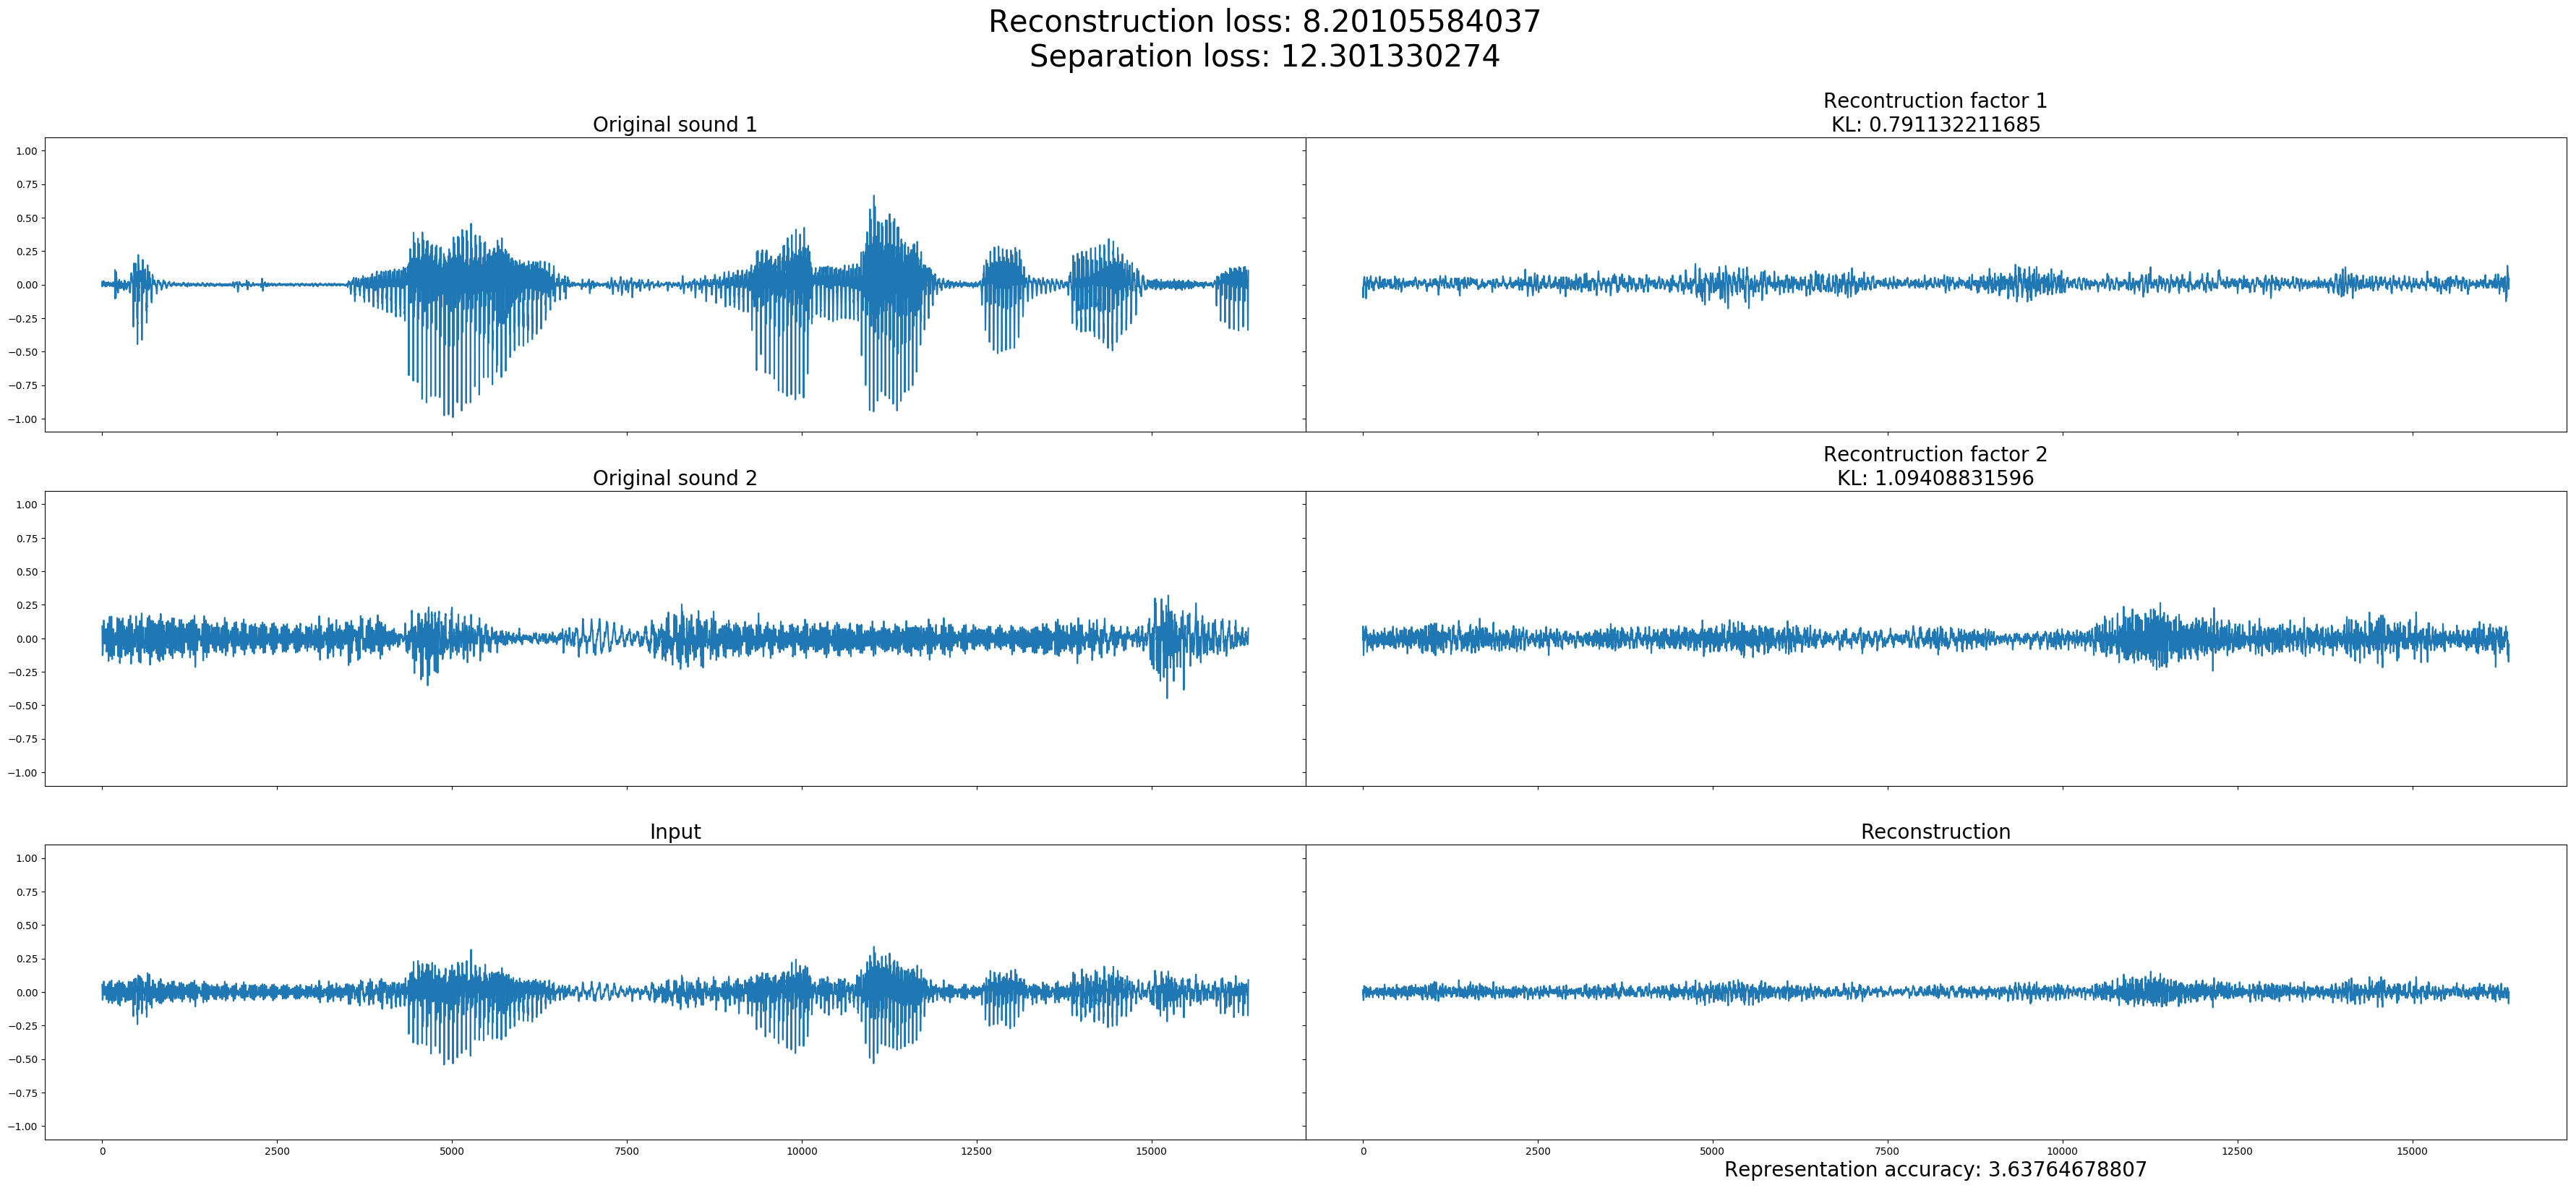 Reconstruction loss: 8.20105584037
Separation loss: 12.301330274
Original sound 1
Recontruction factor 1
KL: 0.791132211685
1.00
0.75
0.50
0.25
0.00
−0.25
−0.50
−0.75
−1.00
Original sound 2
Recontruction factor 2
KL: 1.09408831596
1.00
0.75
0.50
0.25
0.00
−0.25
−0.50
−0.75
−1.00
Input
Reconstruction
1.00
0.75
0.50
0.25
0.00
−0.25
−0.50
−0.75
−1.00
0 2500 5000 7500 10000 12500 15000
0 2500 5000 7500 10000 12500 15000
Representation accuracy: 3.63764678807